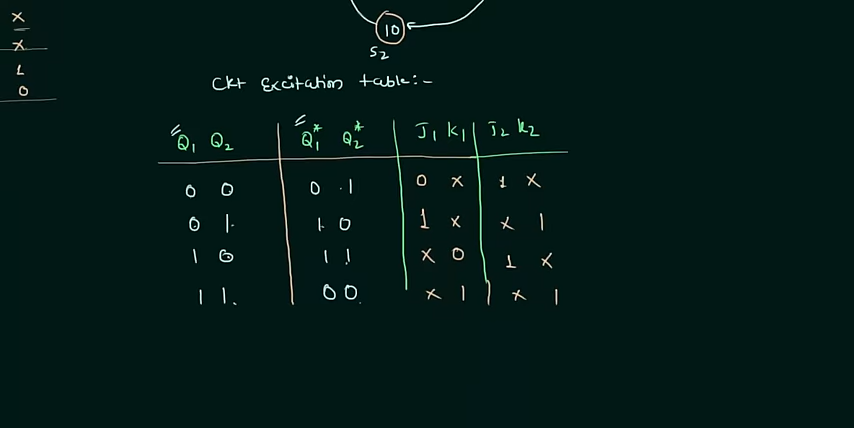 x
x
1
0
10
S2
Ckt Excitation table:-
Q1 Q2 Q1* Q2* J1 K1 J2 K2
0 0 0 1 0 x 1 x
0 1 1 0 1 x x 1
1 0 1 1 x 0 1 x
1 1 0 0 x 1 x 1